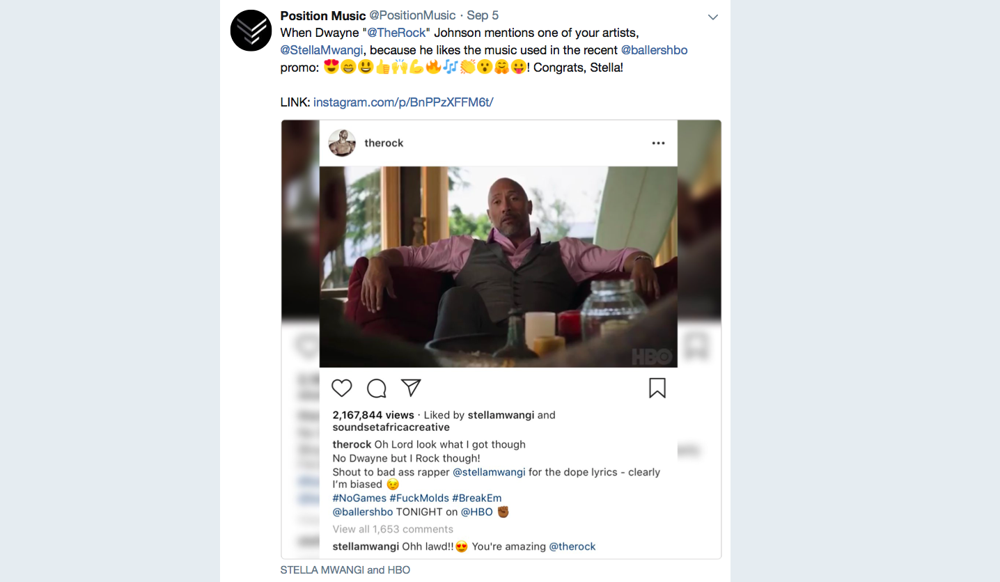 Position Music @PositionMusic · Sep 5
When Dwayne "@TheRock" Johnson mentions one of your artists,
@StellaMwangi, because he likes the music used in the recent @ballershbo
promo: 😍😁😃👍🙌💪🔥🎶👏😮🤗😛! Congrats, Stella!
LINK: instagram.com/p/BnPPzXFFM6t/
therock
HBO
2,167,844 views · Liked by stellamwangi and
soundsetafricacreative
therock Oh Lord look what I got though
No Dwayne but I Rock though!
Shout to bad ass rapper @stellamwangi for the dope lyrics - clearly
I'm biased 😉
#NoGames #FuckMolds #BreakEm
@ballershbo TONIGHT on @HBO ✊🏾
View all 1,653 comments
stellamwangi Ohh lawd!!😍 You're amazing @therock
STELLA MWANGI and HBO